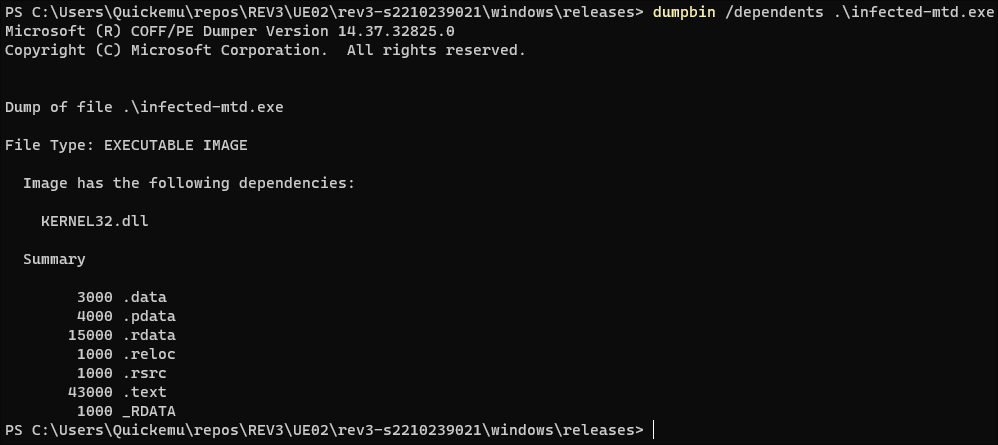 PS C:\Users\Quickemu\repos\REV3\UE02\rev3-s2210239021\windows\releases> dumpbin /dependents .\infected-mtd.exe
Microsoft (R) COFF/PE Dumper Version 14.37.32825.0
Copyright (C) Microsoft Corporation.  All rights reserved.
Dump of file .\infected-mtd.exe
File Type: EXECUTABLE IMAGE
Image has the following dependencies:
KERNEL32.dll
Summary
3000 .data
4000 .pdata
15000 .rdata
1000 .reloc
1000 .rsrc
43000 .text
1000 _RDATA
PS C:\Users\Quickemu\repos\REV3\UE02\rev3-s2210239021\windows\releases>